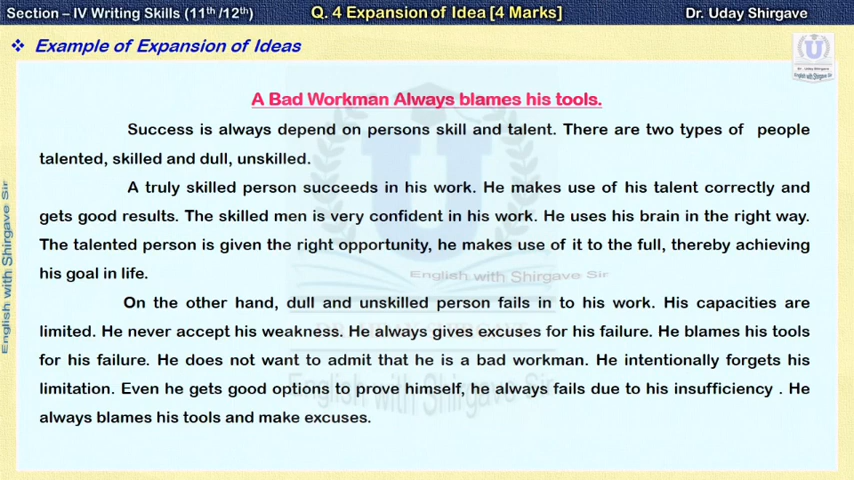 Section – IV Writing Skills (11th /12th)
Q. 4 Expansion of Idea [4 Marks]
Dr. Uday Shirgave
❖ Example of Expansion of Ideas
A Bad Workman Always blames his tools.
Success is always depend on persons skill and talent. There are two types of people
talented, skilled and dull, unskilled.
A truly skilled person succeeds in his work. He makes use of his talent correctly and
gets good results. The skilled men is very confident in his work. He uses his brain in the right way.
The talented person is given the right opportunity, he makes use of it to the full, thereby achieving
his goal in life.
On the other hand, dull and unskilled person fails in to his work. His capacities are
limited. He never accept his weakness. He always gives excuses for his failure. He blames his tools
for his failure. He does not want to admit that he is a bad workman. He intentionally forgets his
limitation. Even he gets good options to prove himself, he always fails due to his insufficiency . He
always blames his tools and make excuses.
English with Shirgave Sir
English with Shirgave Sir
English with Shirgave Sir
Dr. Uday Shirgave
English with Shirgave Sir